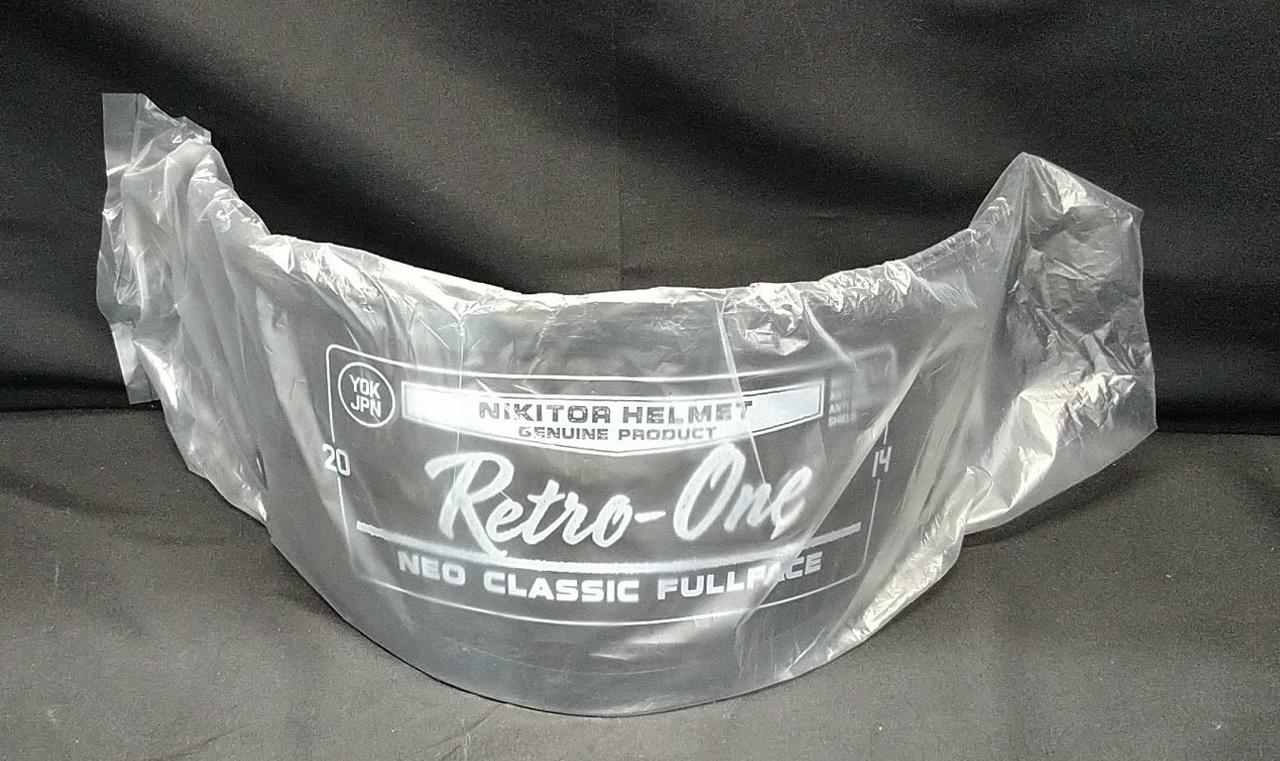 YOK
JPN
NIKITOR HELMET
GENUINE PRODUCT
20
14
Retro-One
NEO CLASSIC FULLFACE